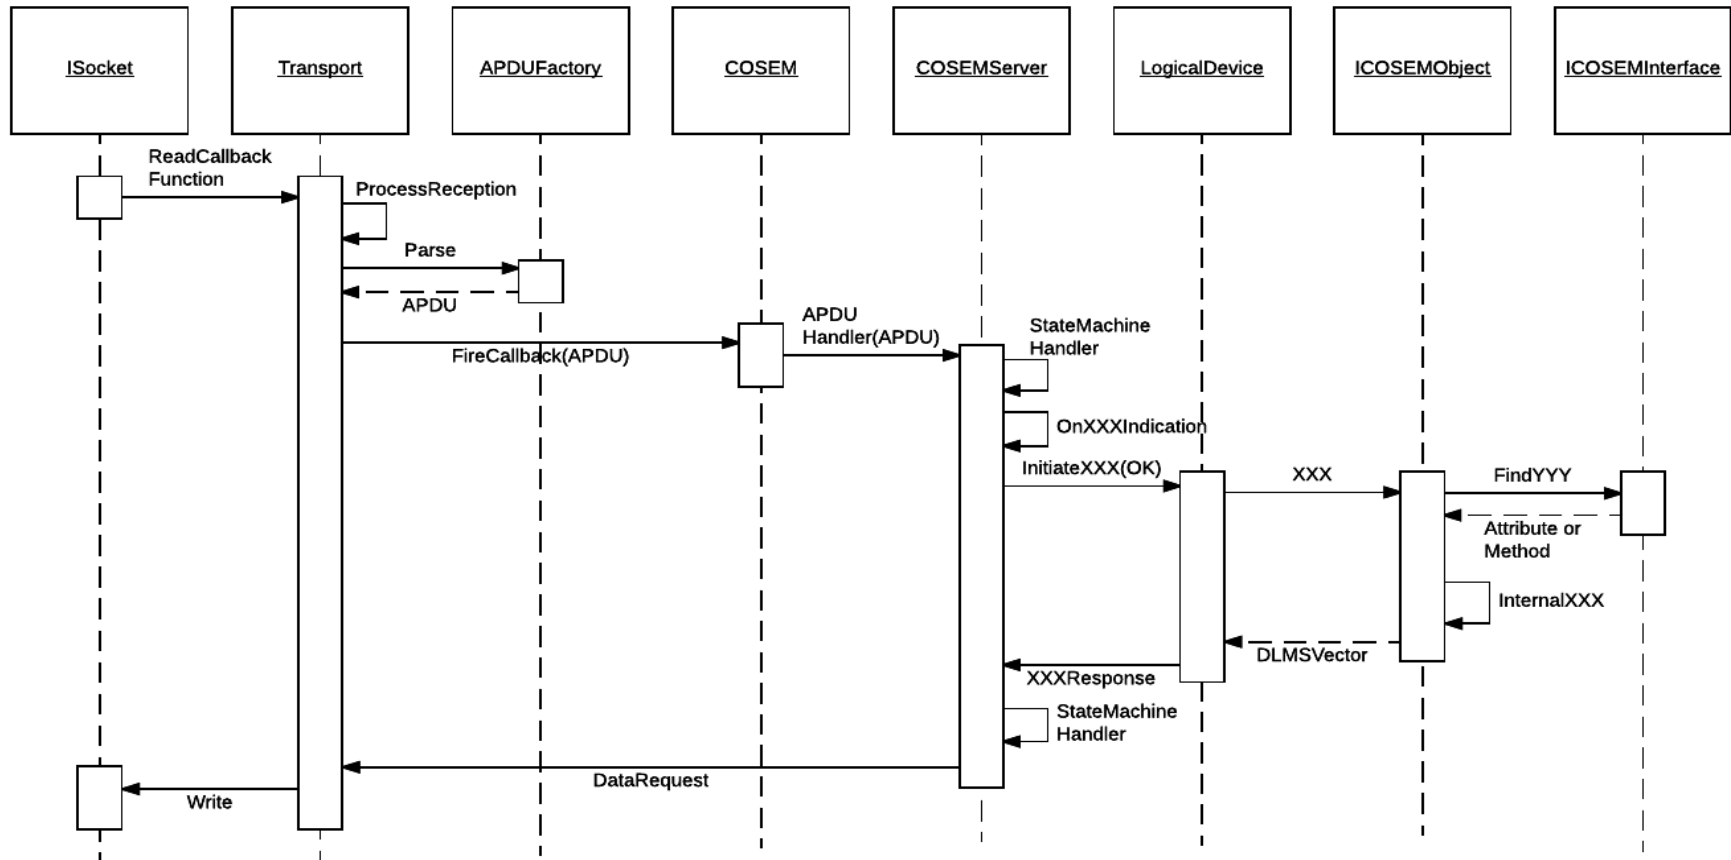 ISocket
Transport
APDUFactory
COSEM
COSEMServer
LogicalDevice
ICOSEMObject
ICOSEMInterface
ReadCallback
Function
ProcessReception
Parse
APDU
FireCallback(APDU)
APDU
Handler(APDU)
StateMachine
Handler
OnXXXIndication
InitiateXXX(OK)
XXX
FindYYY
Attribute or
Method
InternalXXX
DLMSVector
XXXResponse
StateMachine
Handler
DataRequest
Write